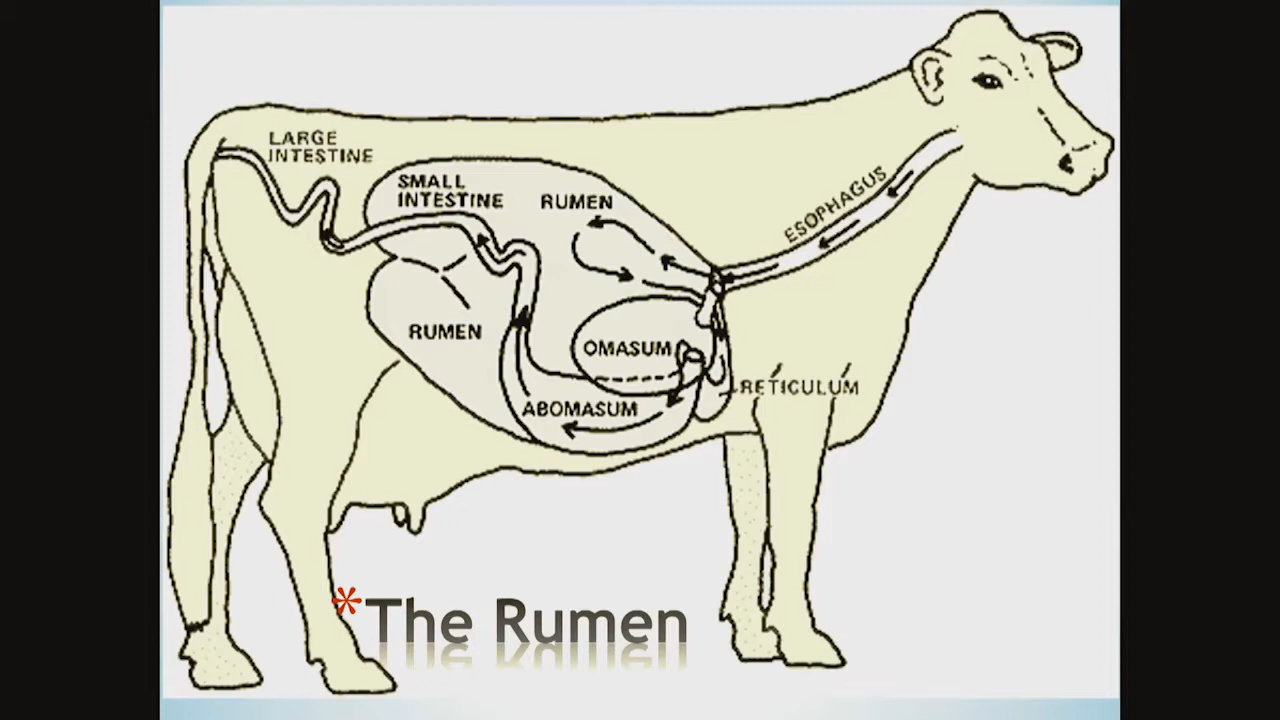 LARGE
INTESTINE
SMALL
INTESTINE
RUMEN
ESOPHAGUS
RUMEN
OMASUM
RETICULUM
ABOMASUM
*The Rumen